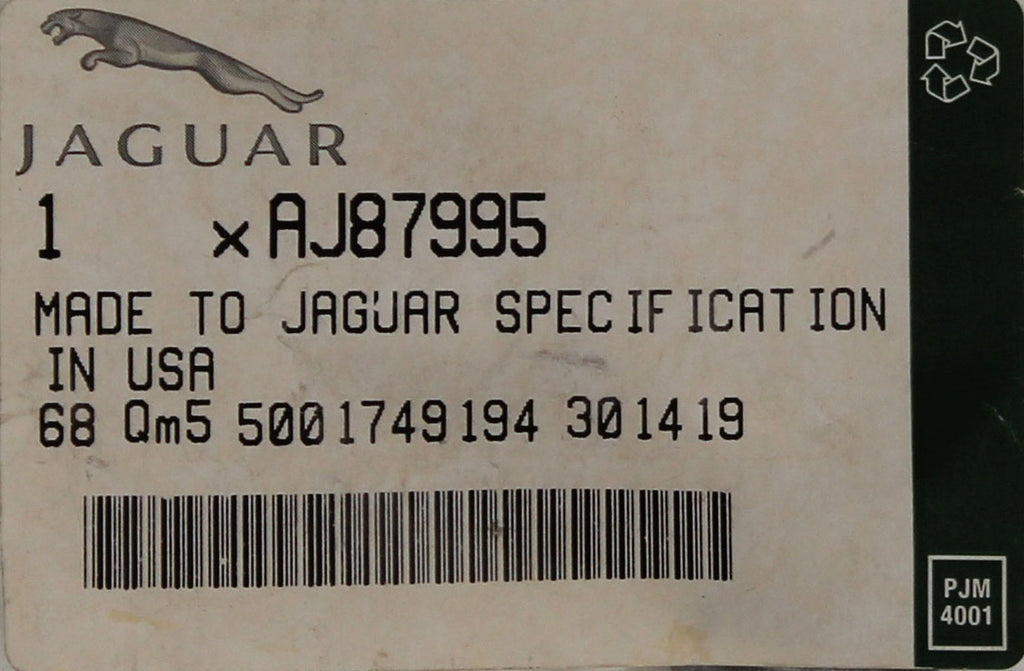 JAGUAR
1 x AJ87995
MADE TO JAGUAR SPECIFICATION
IN USA
68 Qm5 5001749194 301419
PJM
4001